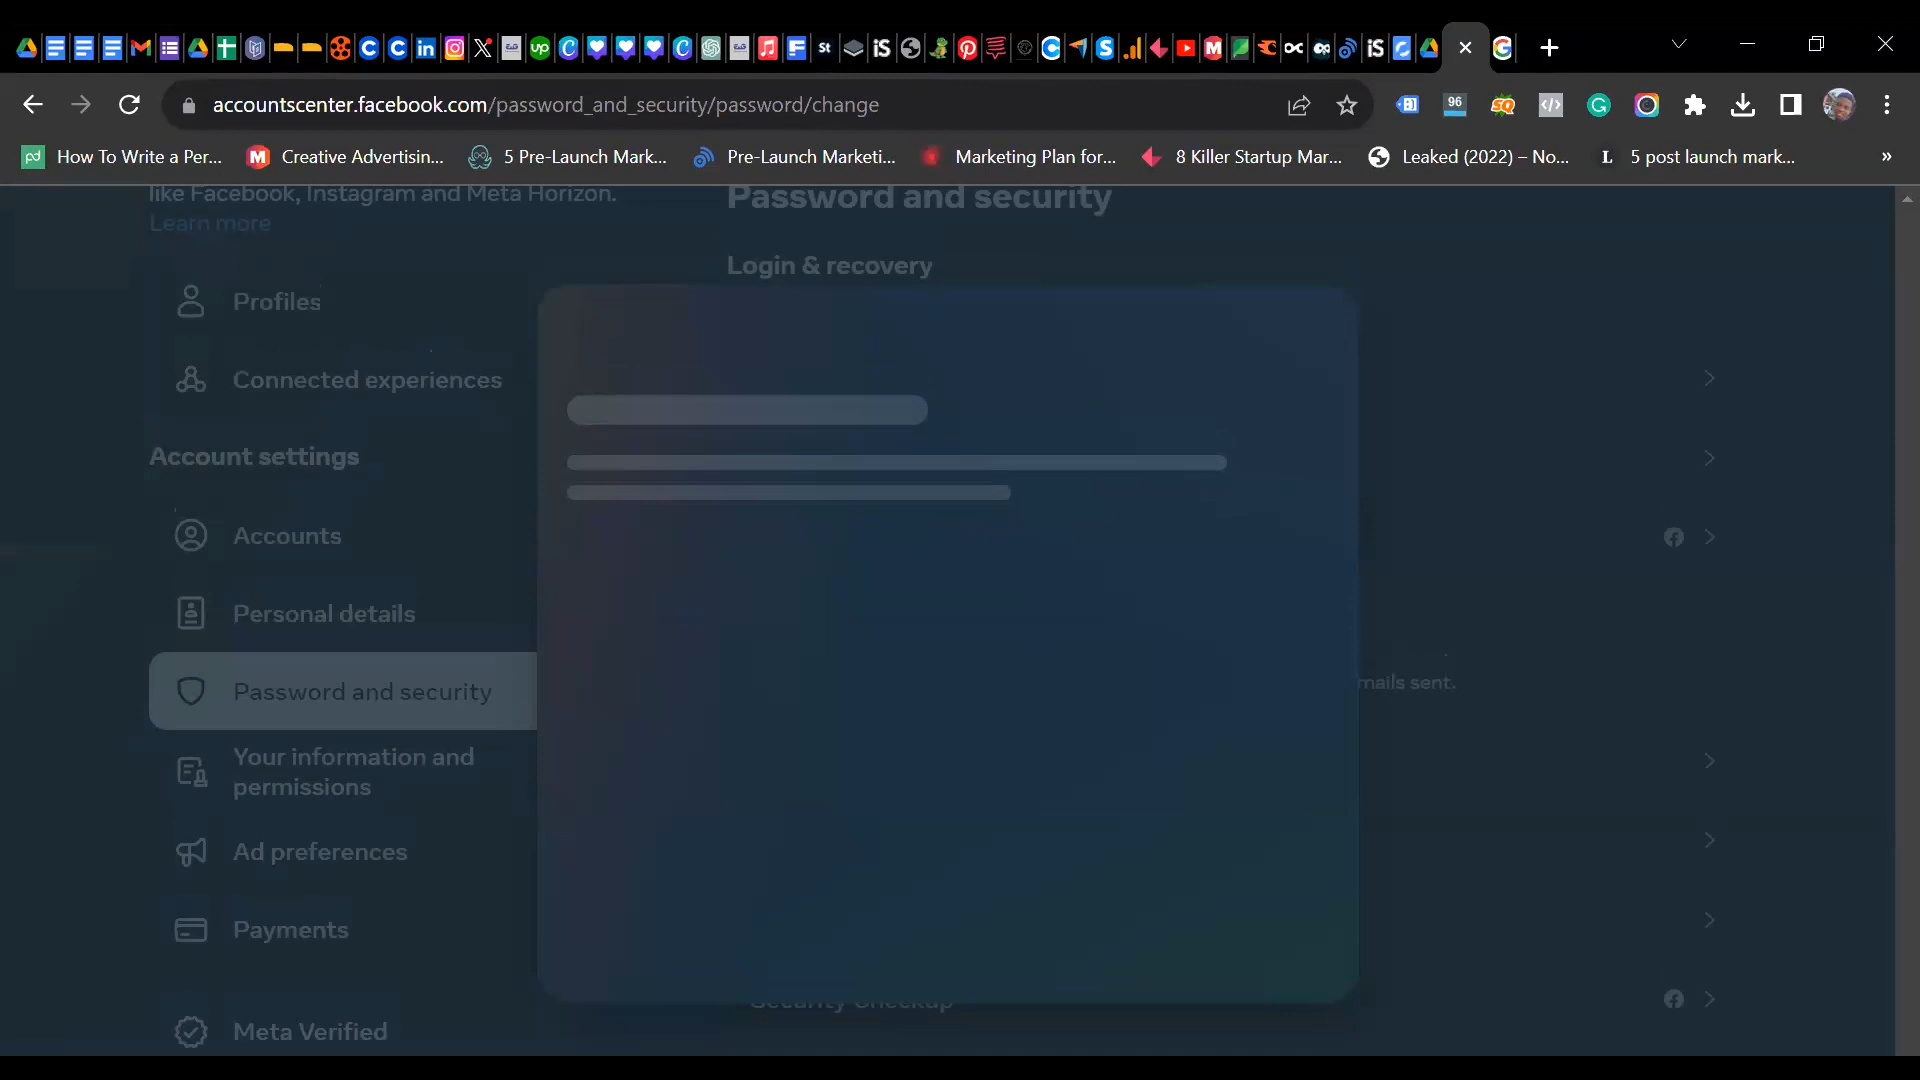 accountscenter.facebook.com/password_and_security/password/change
96
How To Write a Per...
Creative Advertisin...
5 Pre-Launch Mark...
Pre-Launch Marketi...
Marketing Plan for...
8 Killer Startup Mar...
Leaked (2022) – No...
5 post launch mark...
»
like Facebook, Instagram and Meta Horizon.
Learn more
Profiles
Connected experiences
Account settings
Accounts
Personal details
Password and security
Your information and
permissions
Ad preferences
Payments
Meta Verified
Password and security
Login & recovery
mails sent.
Security Checkup